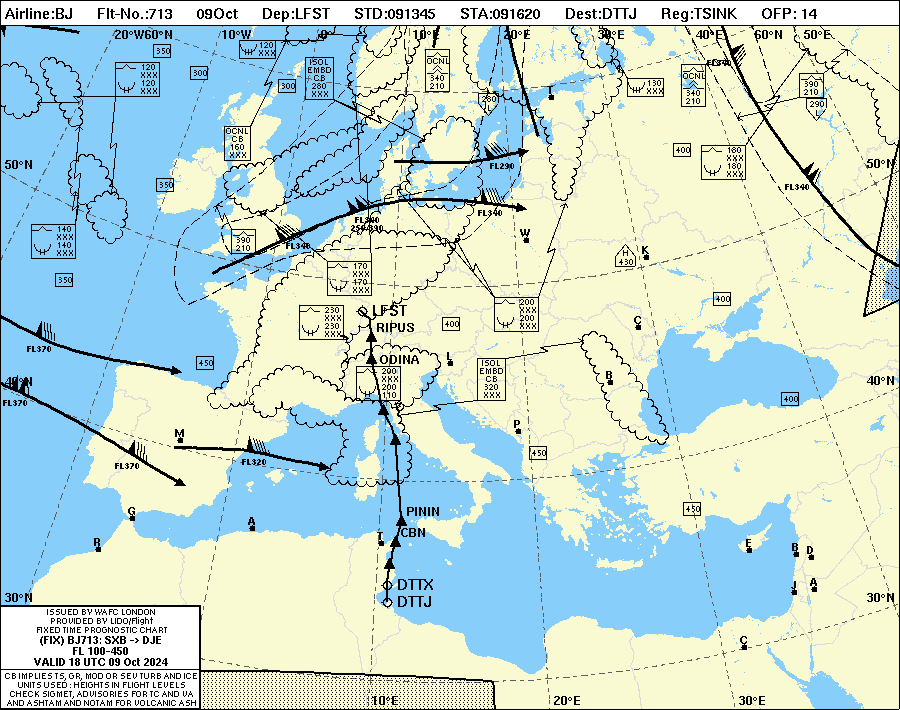 Airline:BJ Flt-No.:713 09Oct Dep:LFST STD:091345 STA:091620 Dest:DTTJ Reg:TSINK OFP: 14
20°W60°N 10°W 0° 10°E 20°E 30°E 40°E 60°N 50°E
350
120
XXX
120
XXX
300
120
XXX
300
ISOL
EMBD
CB
280
XXX
OCNL
340
210
280
T
130
XXX
OCNL
340
210
FL340
390
210
290
OCNL
CB
160
XXX
50°N
350
FL290
400
160
XXX
180
XXX
50°N
FL340
140
XXX
140
XXX
390
210
FL340
FL360
250/390
FL340
W
H
430
K
350
170
XXX
170
XXX
230
XXX
230
XXX
LFST
RIPUS
400
200
XXX
200
XXX
400
C
FL370
450
ODINA
L
290
XXX
200
110
ISOL
EMBD
CB
320
XXX
B
40°N
40°N
FL370
400
M
P
FL370
FL320
450
G
A
R
T
PININ
CBN
450
E
B
D
J
A
DTTX
DTTJ
30°N
30°N
C
ISSUED BY WAFC LONDON
PROVIDED BY LIDO/Flight
FIXED TIME PROGNOSTIC CHART
(FIX) BJ713: SXB -> DJE
FL 100-450
VALID 18 UTC 09 Oct 2024
CB IMPLIES TS, GR, MOD OR SEV TURB AND ICE
UNITS USED : HEIGHTS IN FLIGHT LEVELS
CHECK SIGMET, ADVISORIES FOR TC AND VA
AND ASHTAM AND NOTAM FOR VOLCANIC ASH
10°E 20°E 30°E